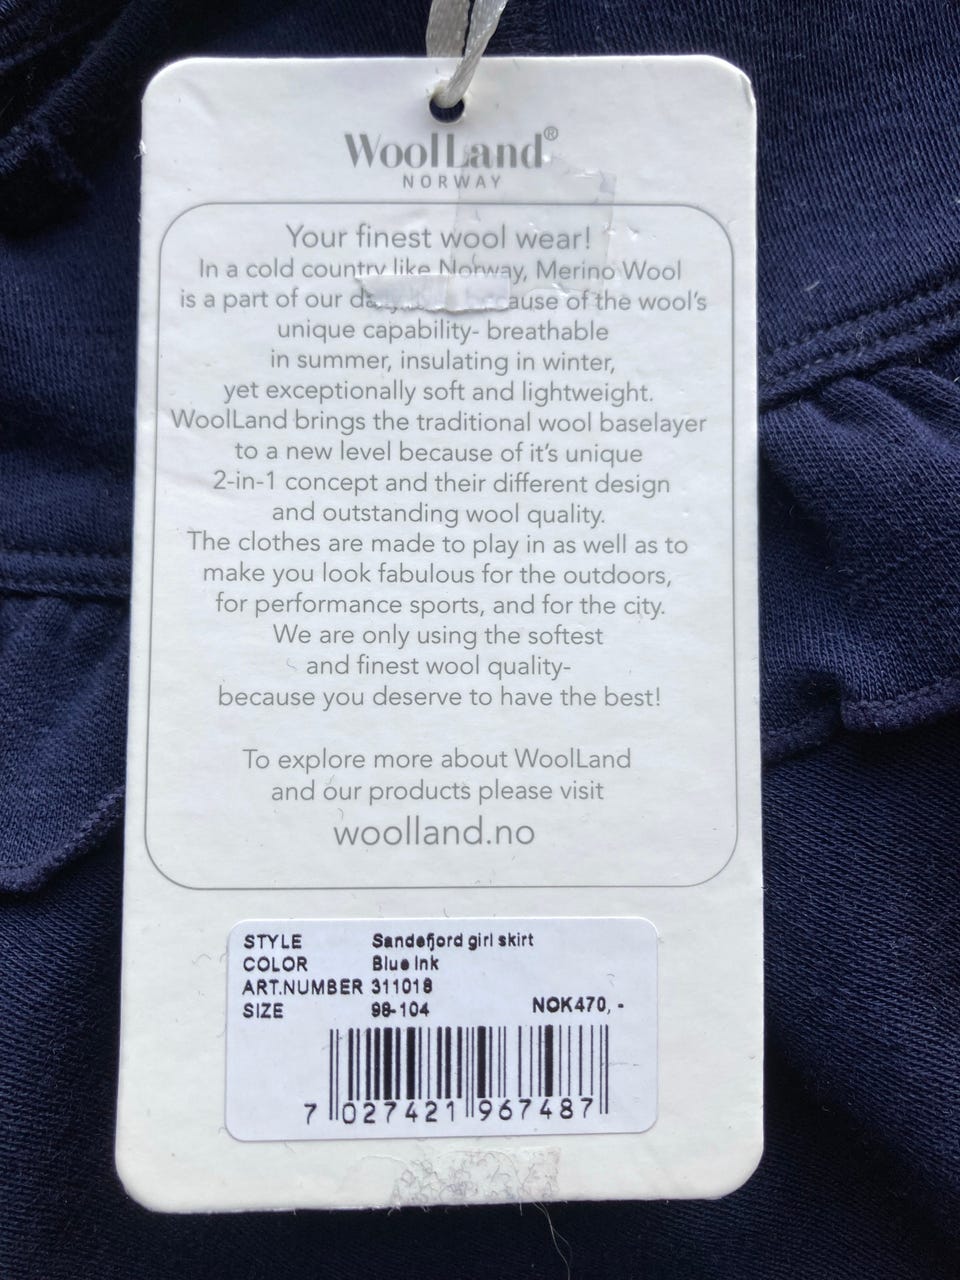 WoolLand®
NORWAY
Your finest wool wear!
In a cold country like Norway, Merino Wool
is a part of our of the wool's
unique capability- breathable
in summer, insulating in winter,
yet exceptionally soft and lightweight.
WoolLand brings the traditional wool baselayer
to a new level because of it's unique
2-in-1 concept and their different design
and outstanding wool quality.
The clothes are made to play in as well as to
make you look fabulous for the outdoors,
for performance sports, and for the city.
We are only using the softest
and finest wool quality-
because you deserve to have the best!
To explore more about WoolLand
and our products please visit
woolland.no
STYLE Sandefjord girl skirt
COLOR Blue Ink
ART.NUMBER 311018
SIZE 98-104 NOK470,-
7 027421 967487